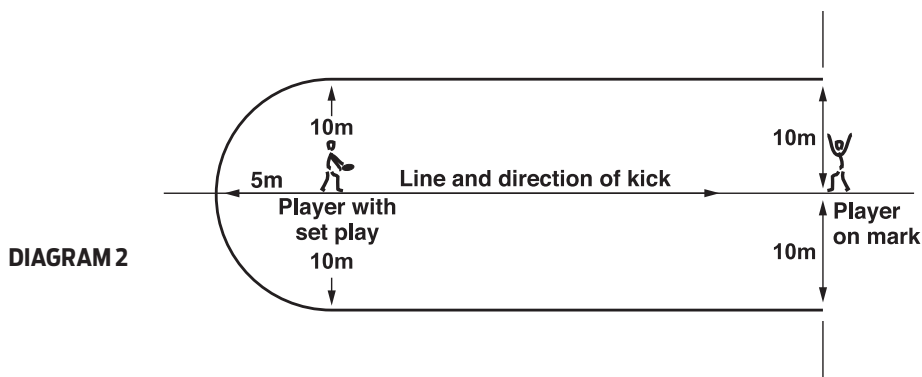 10m
10m
5m
Line and direction of kick
Player with
set play
Player
on mark
DIAGRAM 2
10m
10m